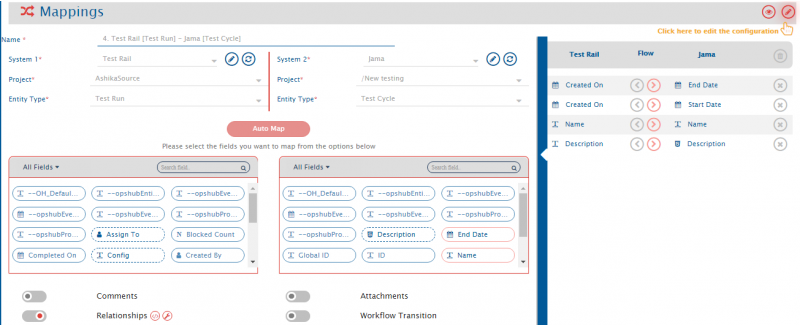 Mappings
Click here to edit the configuration
Name * 4. Test Rail [Test Run] - Jama [Test Cycle]
System 1* Test Rail System 2* Jama
Project* AshikaSource Project* /New testing
Entity Type* Test Run Entity Type* Test Cycle
Auto Map
Please select the fields you want to map from the options below
All Fields Search field.
--OH_Defaul... --opshubEnti... --opshubEve...
--opshubEve... --opshubEve... --opshubPro...
--opshubPro... Assign To Blocked Count
Completed On Config Created By
All Fields Search field.
--OH_Defaul... --opshubEnti... --opshubEve...
--opshubEve... --opshubEve... --opshubPro...
--opshubPro... Description End Date
Global ID ID Name
Comments Attachments
Relationships Workflow Transition
Test Rail Flow Jama
Created On End Date
Created On Start Date
Name Name
Description Description